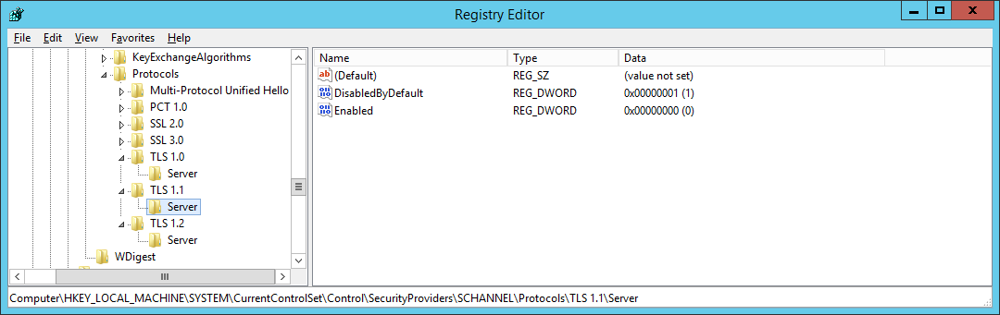 Registry Editor
File Edit View Favorites Help
KeyExchangeAlgorithms
Protocols
Multi-Protocol Unified Hello
PCT 1.0
SSL 2.0
SSL 3.0
TLS 1.0
Server
TLS 1.1
Server
TLS 1.2
Server
WDigest
Name Type Data
ab (Default) REG_SZ (value not set)
DisabledByDefault REG_DWORD 0x00000001 (1)
Enabled REG_DWORD 0x00000000 (0)
Computer\HKEY_LOCAL_MACHINE\SYSTEM\CurrentControlSet\Control\SecurityProviders\SCHANNEL\Protocols\TLS 1.1\Server